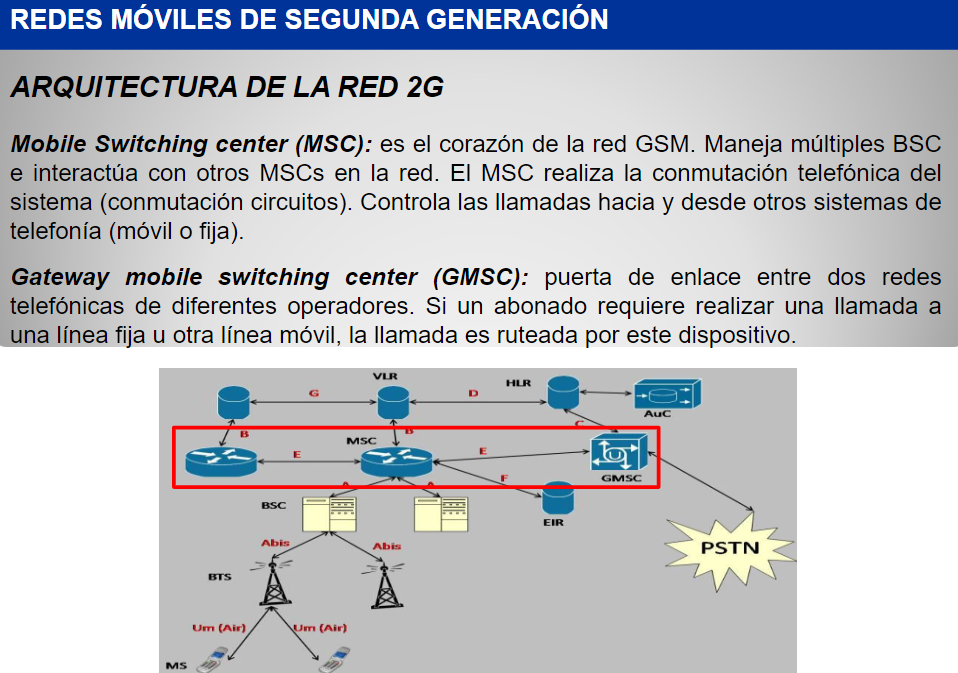 REDES MÓVILES DE SEGUNDA GENERACIÓN
ARQUITECTURA DE LA RED 2G
Mobile Switching center (MSC): es el corazón de la red GSM. Maneja múltiples BSC
e interactúa con otros MSCs en la red. El MSC realiza la conmutación telefónica del
sistema (conmutación circuitos). Controla las llamadas hacia y desde otros sistemas de
telefonía (móvil o fija).
Gateway mobile switching center (GMSC): puerta de enlace entre dos redes
telefónicas de diferentes operadores. Si un abonado requiere realizar una llamada a
una línea fija u otra línea móvil, la llamada es ruteada por este dispositivo.
VLR
HLR
G
D
AuC
B
B
C
MSC
E
E
GMSC
A
A
F
BSC
EIR
Abis
Abis
PSTN
BTS
Um (Air)
Um (Air)
MS